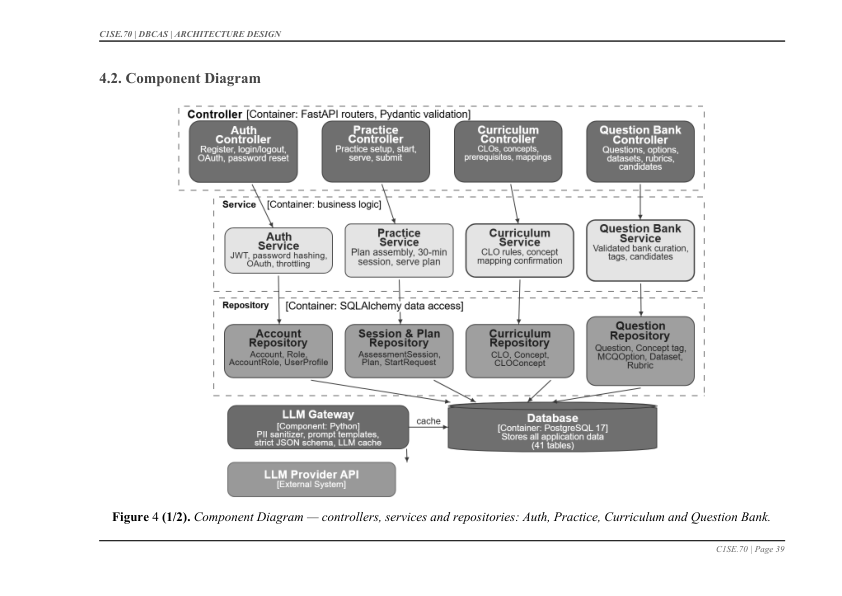 C1SE.70 | DBCAS | ARCHITECTURE DESIGN
4.2. Component Diagram
Controller [Container: FastAPI routers, Pydantic validation]
Auth
Controller
Register, login/logout,
OAuth, password reset
Practice
Controller
Practice setup, start,
serve, submit
Curriculum
Controller
CLOs, concepts,
prerequisites, mappings
Question Bank
Controller
Questions, options,
datasets, rubrics,
candidates
Service [Container: business logic]
Auth
Service
JWT, password hashing,
OAuth, throttling
Practice
Service
Plan assembly, 30-min
session, serve plan
Curriculum
Service
CLO rules, concept
mapping confirmation
Question Bank
Service
Validated bank curation,
tags, candidates
Repository [Container: SQLAlchemy data access]
Account
Repository
Account, Role,
AccountRole, UserProfile
Session & Plan
Repository
AssessmentSession,
Plan, StartRequest
Curriculum
Repository
CLO, Concept,
CLOConcept
Question
Repository
Question, Concept tag,
MCQOption, Dataset,
Rubric
LLM Gateway
[Component: Python]
PII sanitizer, prompt templates,
strict JSON schema, LLM cache
cache
Database
[Container: PostgreSQL 17]
Stores all application data
(41 tables)
LLM Provider API
[External System]
Figure 4 (1/2). Component Diagram — controllers, services and repositories: Auth, Practice, Curriculum and Question Bank.
C1SE.70 | Page 39